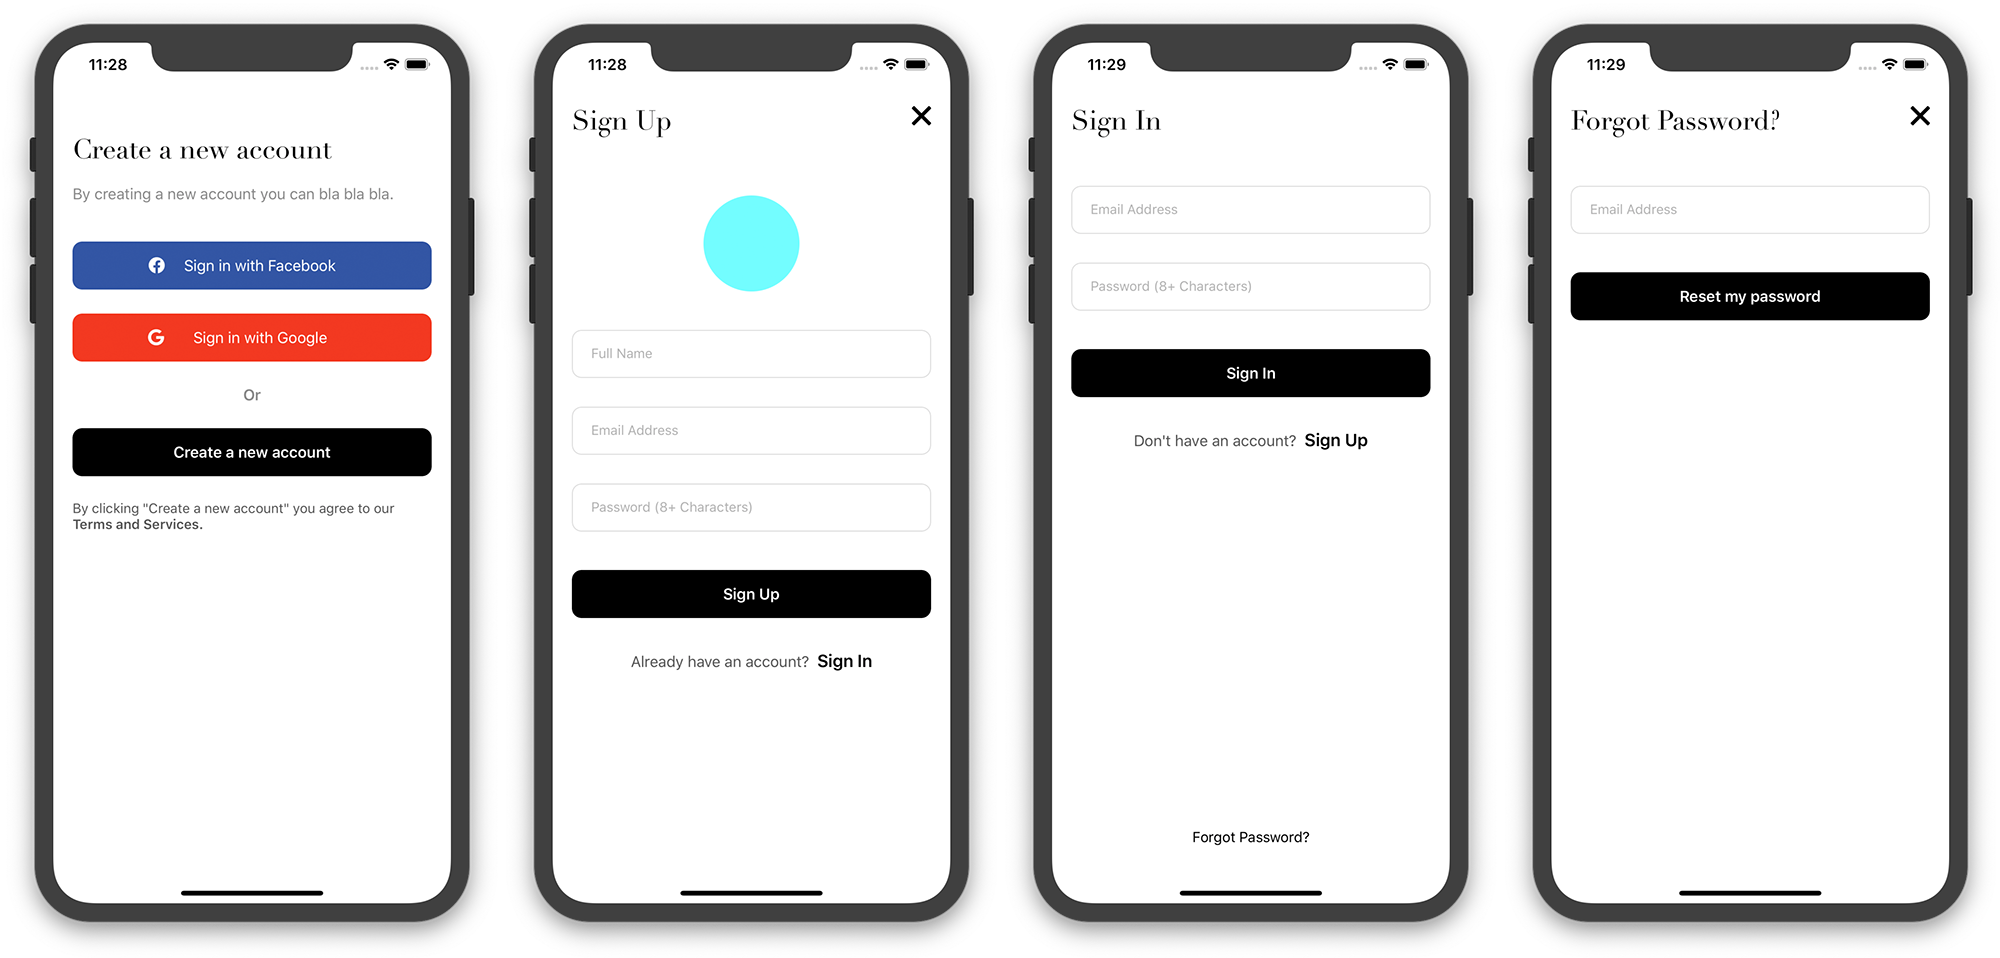 11:28
Create a new account
By creating a new account you can bla bla bla.
Sign in with Facebook
G Sign in with Google
Or
Create a new account
By clicking "Create a new account" you agree to our
Terms and Services.
11:28
Sign Up
Full Name
Email Address
Password (8+ Characters)
Sign Up
Already have an account? Sign In
11:29
Sign In
Email Address
Password (8+ Characters)
Sign In
Don't have an account? Sign Up
Forgot Password?
11:29
Forgot Password?
Email Address
Reset my password